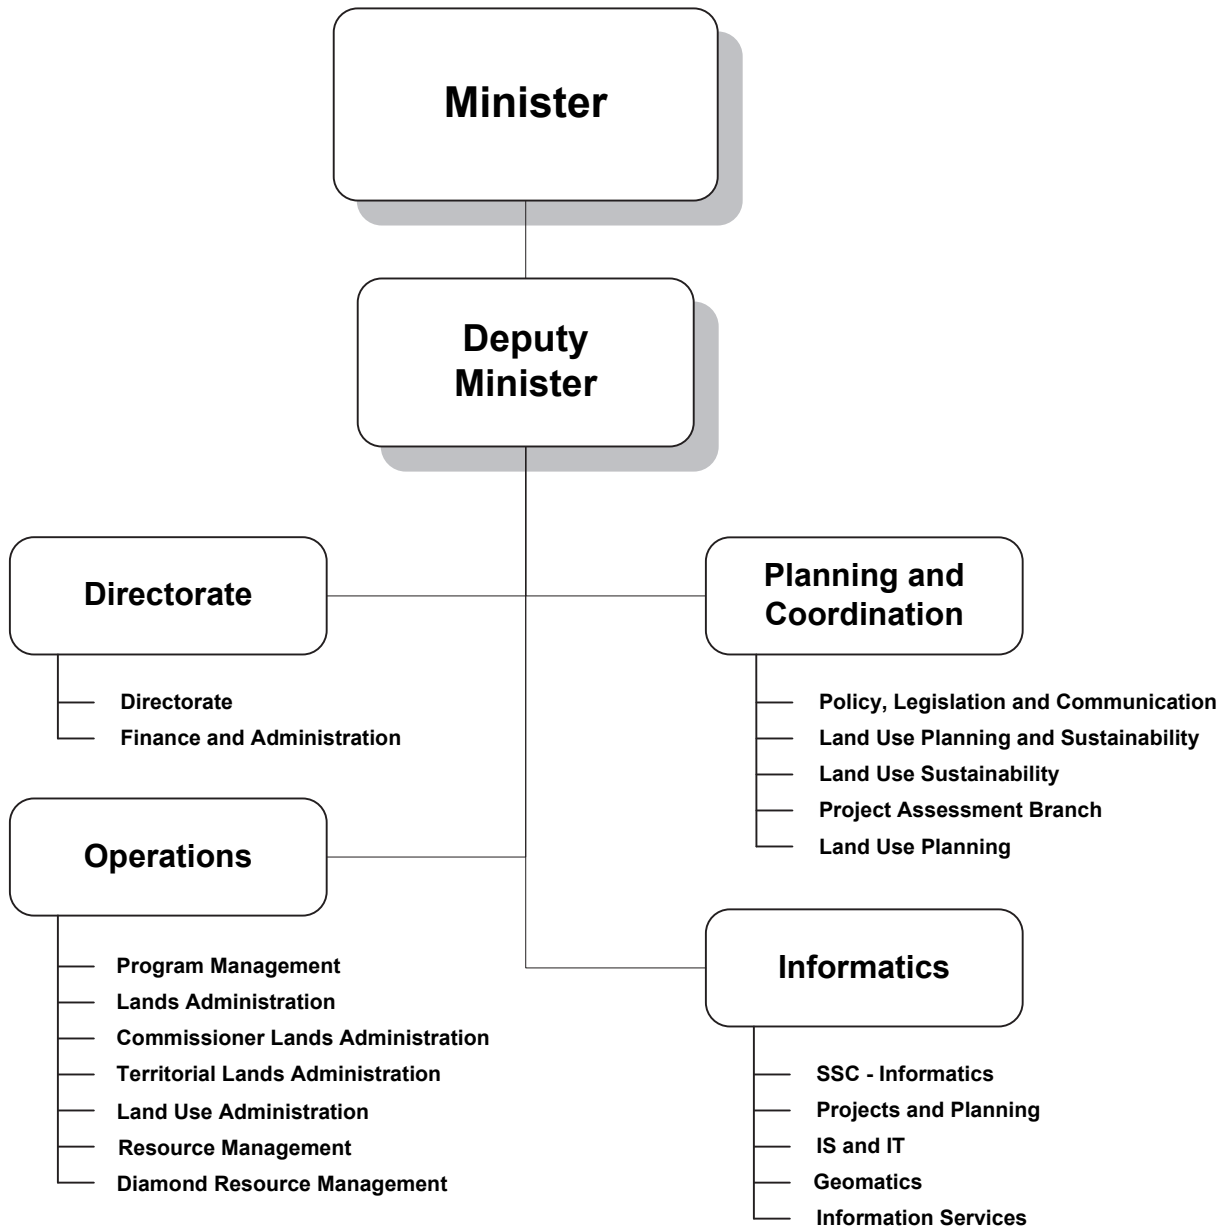 Minister
Deputy
Minister
Directorate
Directorate
Finance and Administration
Planning and
Coordination
Policy, Legislation and Communication
Land Use Planning and Sustainability
Land Use Sustainability
Project Assessment Branch
Land Use Planning
Operations
Program Management
Lands Administration
Commissioner Lands Administration
Territorial Lands Administration
Land Use Administration
Resource Management
Diamond Resource Management
Informatics
SSC - Informatics
Projects and Planning
IS and IT
Geomatics
Information Services